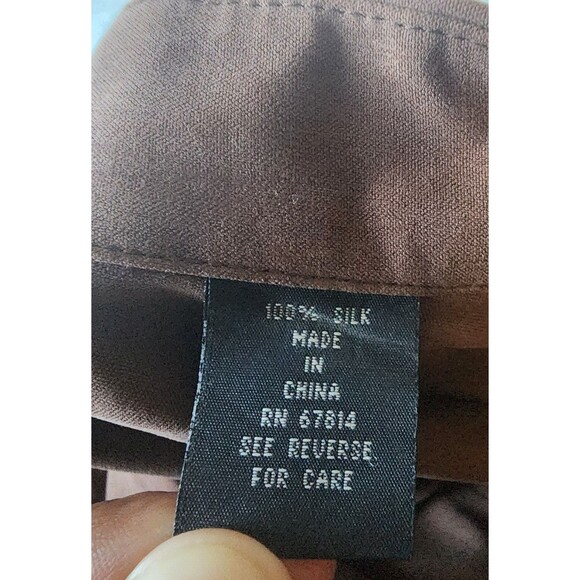 100% SILK
MADE
IN
CHINA
RN 67814
SEE REVERSE
FOR CARE